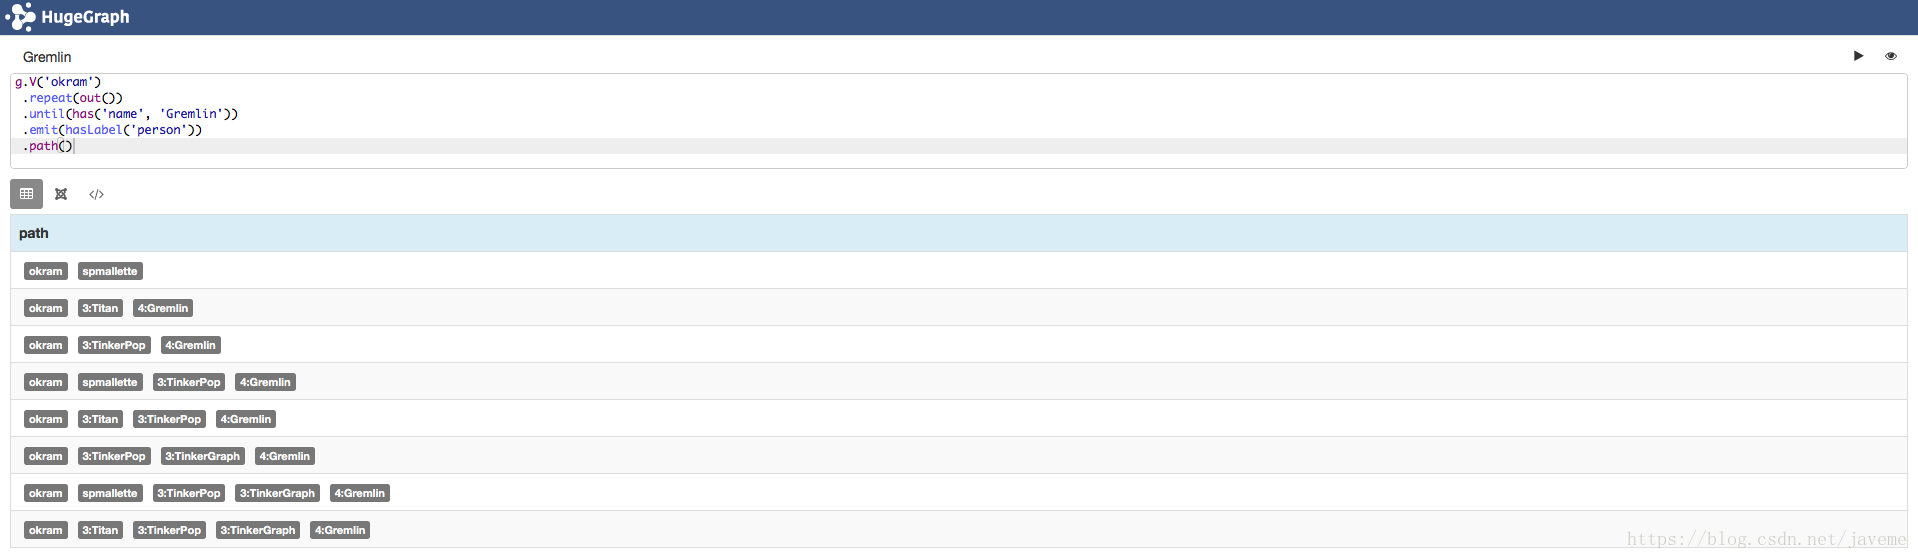 HugeGraph
Gremlin
g.V('okram')
.repeat(out())
.until(has('name', 'Gremlin'))
.emit(hasLabel('person'))
.path()
</>
path
okram spmallette
okram 3:Titan 4:Gremlin
okram 3:TinkerPop 4:Gremlin
okram spmallette 3:TinkerPop 4:Gremlin
okram 3:Titan 3:TinkerPop 4:Gremlin
okram 3:TinkerPop 3:TinkerGraph 4:Gremlin
okram spmallette 3:TinkerPop 3:TinkerGraph 4:Gremlin
okram 3:Titan 3:TinkerPop 3:TinkerGraph 4:Gremlin
https://blog.csdn.net/javeme